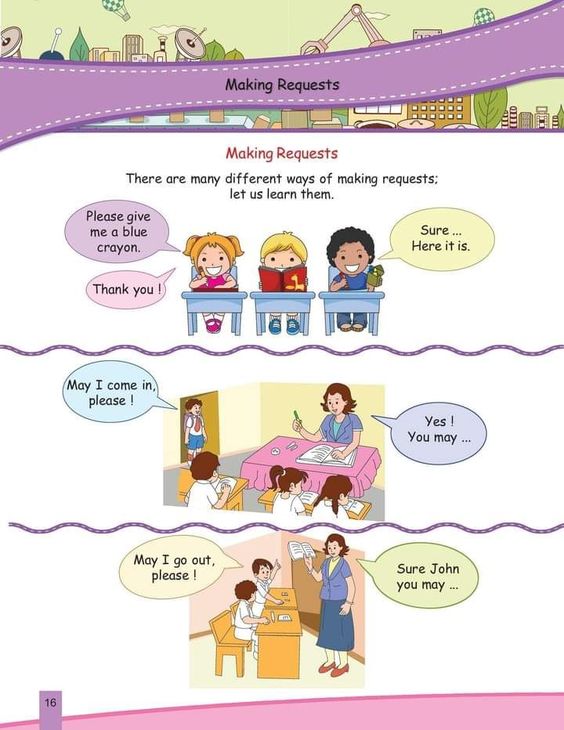 Making Requests
Making Requests
There are many different ways of making requests;
let us learn them.
Please give
me a blue
crayon.
Sure ...
Here it is.
Thank you !
May I come in,
please !
Yes !
You may ...
May I go out,
please !
Sure John
you may ...
16